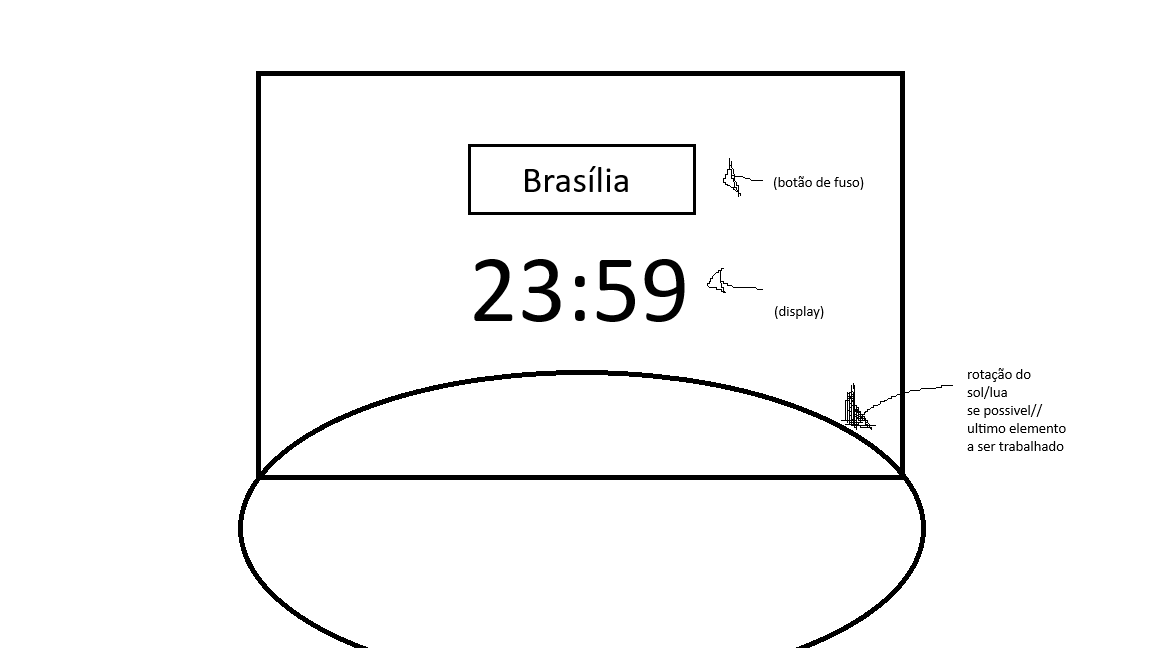 Brasília
(botão de fuso)
23:59
(display)
rotação do
sol/lua
se possivel//
ultimo elemento
a ser trabalhado